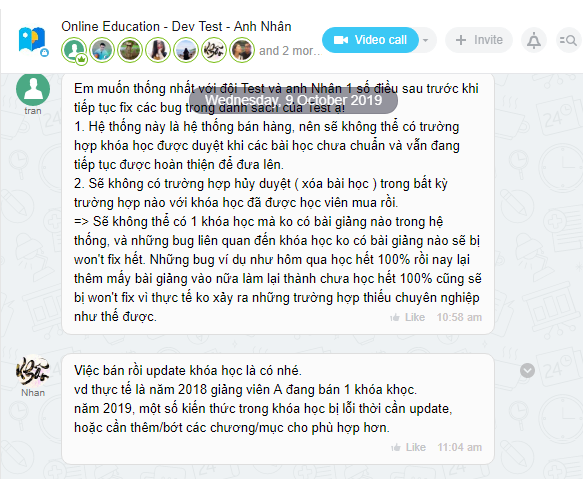 Online Education - Dev Test - Anh Nhân
and 2 mor..
Video call
Invite
tran
Em muốn thống nhất với đội Test và anh Nhân 1 số điều sau trước khi
Wednesday, 9 October 2019
tiếp tục fix các bug trong danh sách của Test ạ!
1. Hệ thống này là hệ thống bán hàng, nên sẽ không thể có trường
hợp khóa học được duyệt khi các bài học chưa chuẩn và vẫn đang
tiếp tục được hoàn thiện để đưa lên.
2. Sẽ không có trường hợp hủy duyệt ( xóa bài học ) trong bất kỳ
trường hợp nào với khóa học đã được học viên mua rồi.
=> Sẽ không thể có 1 khóa học mà ko có bài giảng nào trong hệ
thống, và những bug liên quan đến khóa học ko có bài giảng nào sẽ bị
won't fix hết. Những bug ví dụ như hôm qua học hết 100% rồi nay lại
thêm mấy bài giảng vào nữa làm lại thành chưa học hết 100% cũng sẽ
bị won't fix vì thực tế ko xảy ra những trường hợp thiếu chuyên nghiệp
như thế được.
Like 10:58 am
Nhan
Việc bán rồi update khóa học là có nhé.
vd thực tế là năm 2018 giảng viên A đang bán 1 khóa khọc.
năm 2019, một số kiến thức trong khóa học bị lỗi thời cần update,
hoặc cần thêm/bớt các chương/mục cho phù hợp hơn.
Like 11:04 am